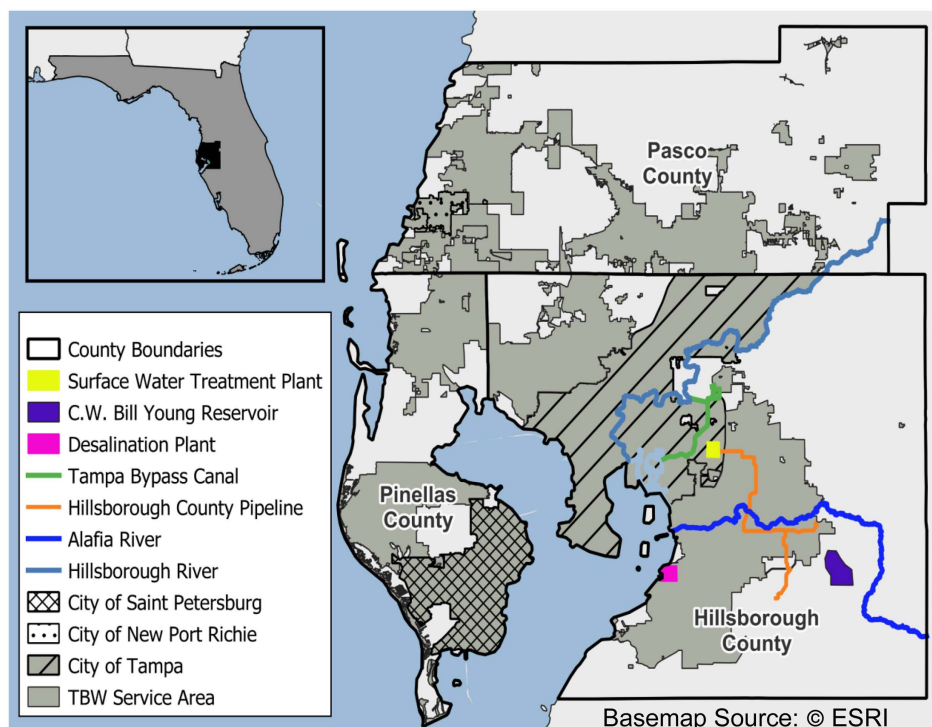 Pasco
County
County Boundaries
Surface Water Treatment Plant
C.W. Bill Young Reservoir
Desalination Plant
Tampa Bypass Canal
Hillsborough County Pipeline
Alafia River
Hillsborough River
City of Saint Petersburg
City of New Port Richie
City of Tampa
TBW Service Area
Pinellas
County
Hillsborough
County
Basemap Source: © ESRI